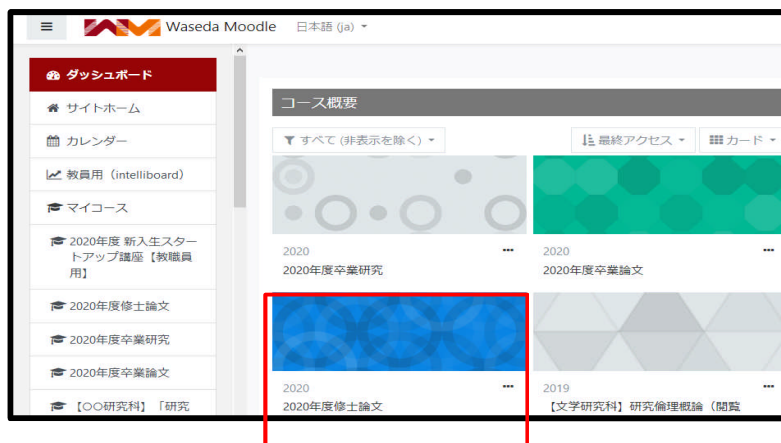 Waseda Moodle 日本語 (ja)
ダッシュボード
サイトホーム
カレンダー
教員用（intelliboard）
マイコース
2020年度 新入生スター
トアップ講座【教職員
用】
2020年度修士論文
2020年度卒業研究
2020年度卒業論文
【○○研究科】「研究
コース概要
すべて (非表示を除く)
最終アクセス
カード
2020
2020年度卒業研究
2020
2020年度卒業論文
2020
2020年度修士論文
2019
【文学研究科】研究倫理概論（閲覧